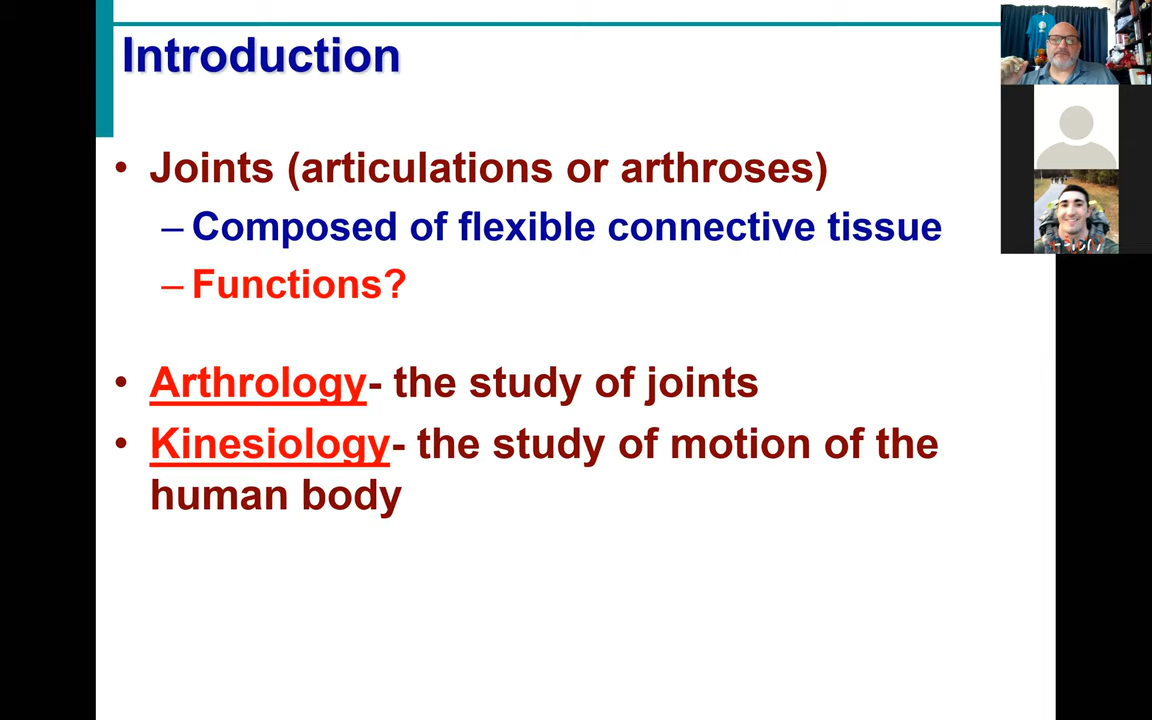 Introduction
• Joints (articulations or arthroses)
– Composed of flexible connective tissue
– Functions?
• Arthrology- the study of joints
• Kinesiology- the study of motion of the
human body